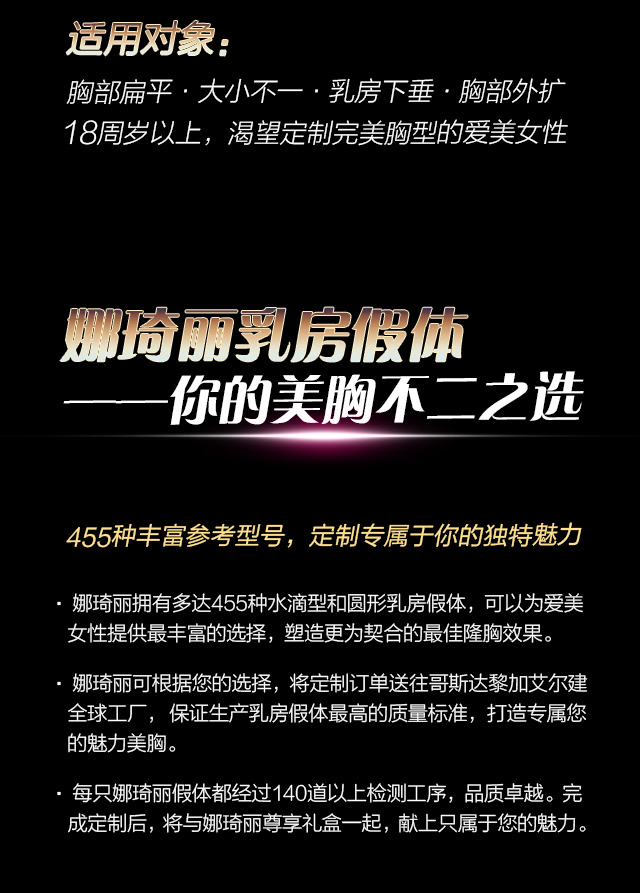 适用对象：
胸部扁平·大小不一·乳房下垂·胸部外扩
18周岁以上，渴望定制完美胸型的爱美女性
娜琦丽乳房假体
——你的美胸不二之选
455种丰富参考型号，定制专属于你的独特魅力
· 娜琦丽拥有多达455种水滴型和圆形乳房假体，可以为爱美
女性提供最丰富的选择，塑造更为契合的最佳隆胸效果。
· 娜琦丽可根据您的选择，将定制订单送往哥斯达黎加艾尔建
全球工厂，保证生产乳房假体最高的质量标准，打造专属您
的魅力美胸。
· 每只娜琦丽假体都经过140道以上检测工序，品质卓越。完
成定制后，将与娜琦丽尊享礼盒一起，献上只属于您的魅力。